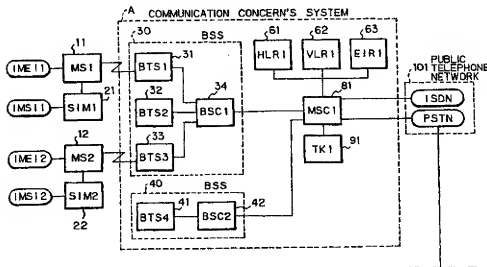 A COMMUNICATION CONCERN'S SYSTEM
30 BSS 61 62 63
101 PUBLIC TELEPHONE NETWORK
11 31 HLR1 VLR1 EIR1
IMEI1 MS1 BTS1 34 81
21 32
IMSI1 SIM1 BTS2 BSC1 MSC1 ISDN
12 33 PSTN
IMEI2 MS2 BTS3 TK1 91
40 BSS
IMSI2 SIM2 41 42
22 BTS4 BSC2